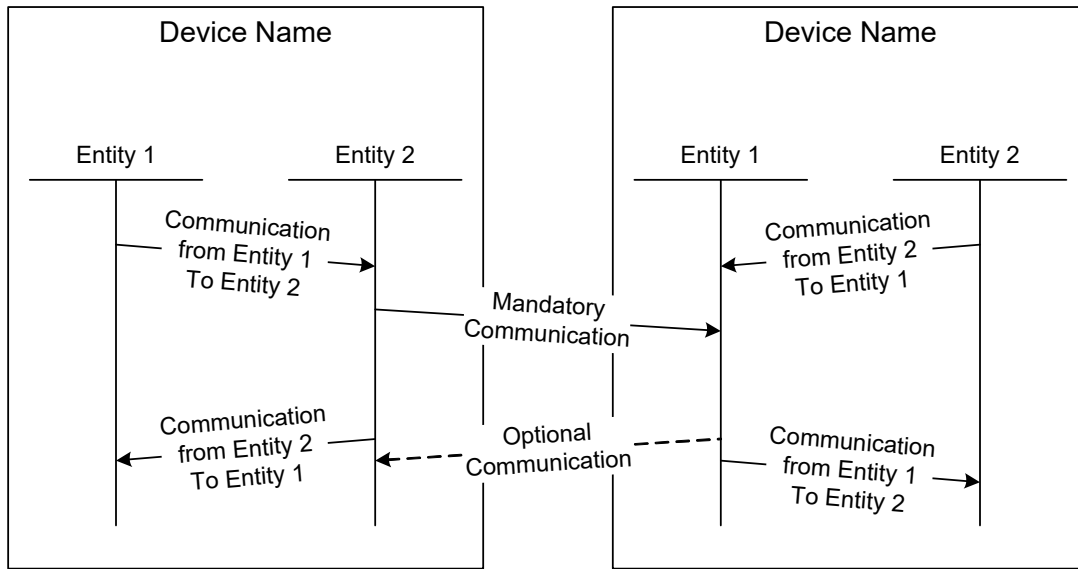 Device Name
Device Name
Entity 1
Entity 2
Entity 1
Entity 2
Communication
from Entity 1
To Entity 2
Communication
from Entity 2
To Entity 1
Mandatory
Communication
Communication
from Entity 2
To Entity 1
Optional
Communication
Communication
from Entity 1
To Entity 2